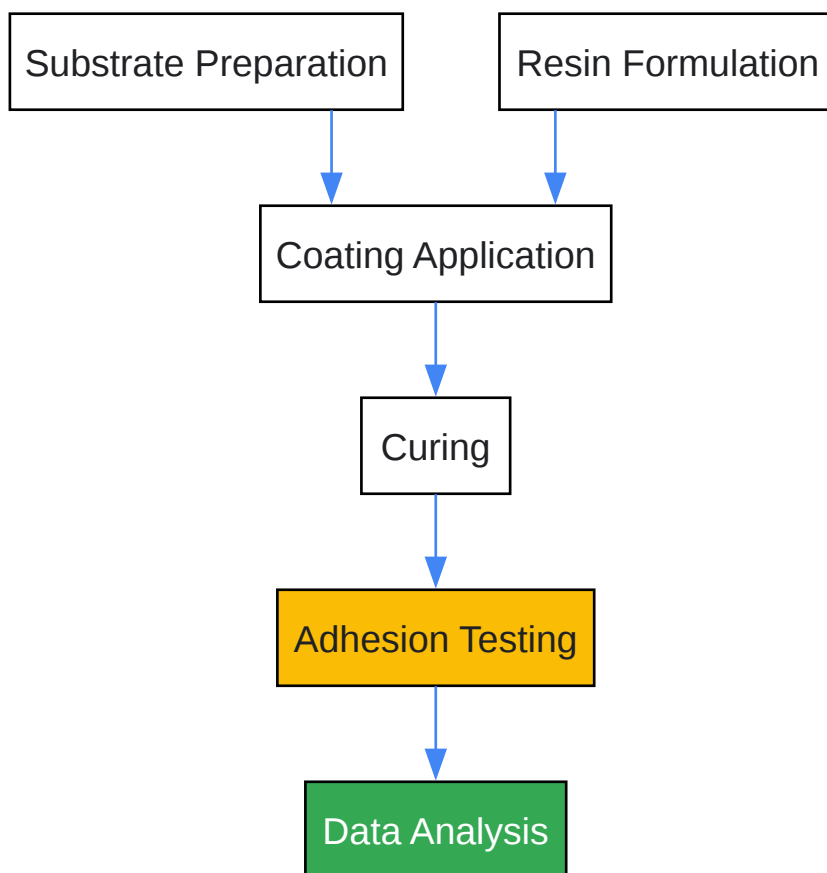 Substrate Preparation
Resin Formulation
Coating Application
Curing
Adhesion Testing
Data Analysis